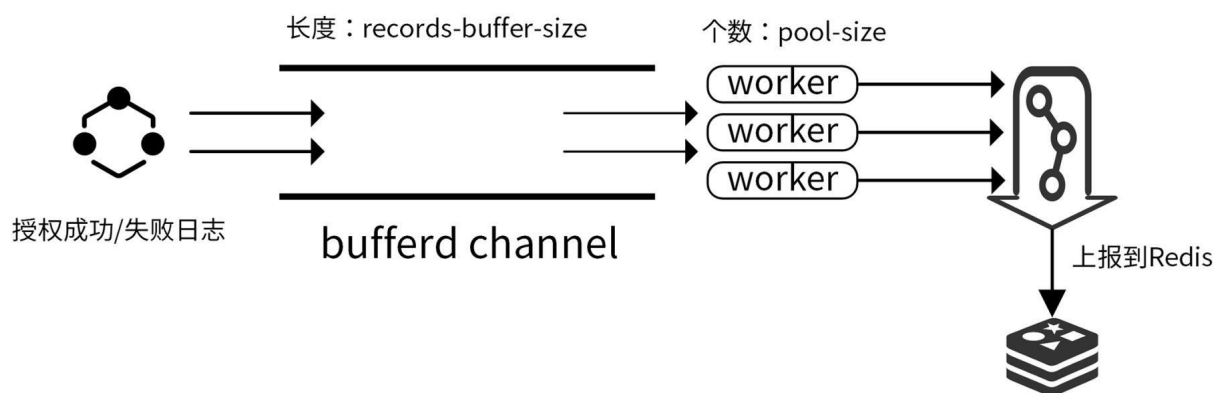 长度：records-buffer-size
个数：pool-size
worker
worker
worker
授权成功/失败日志
bufferd channel
上报到Redis